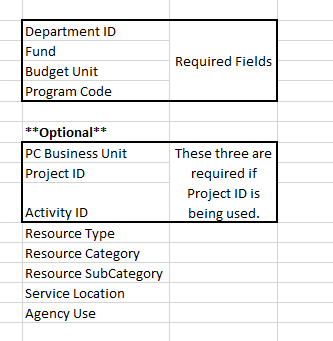 Department ID
Fund
Budget Unit
Program Code
Required Fields
**Optional**
PC Business Unit
Project ID
Activity ID
These three are
required if
Project ID is
being used.
Resource Type
Resource Category
Resource SubCategory
Service Location
Agency Use